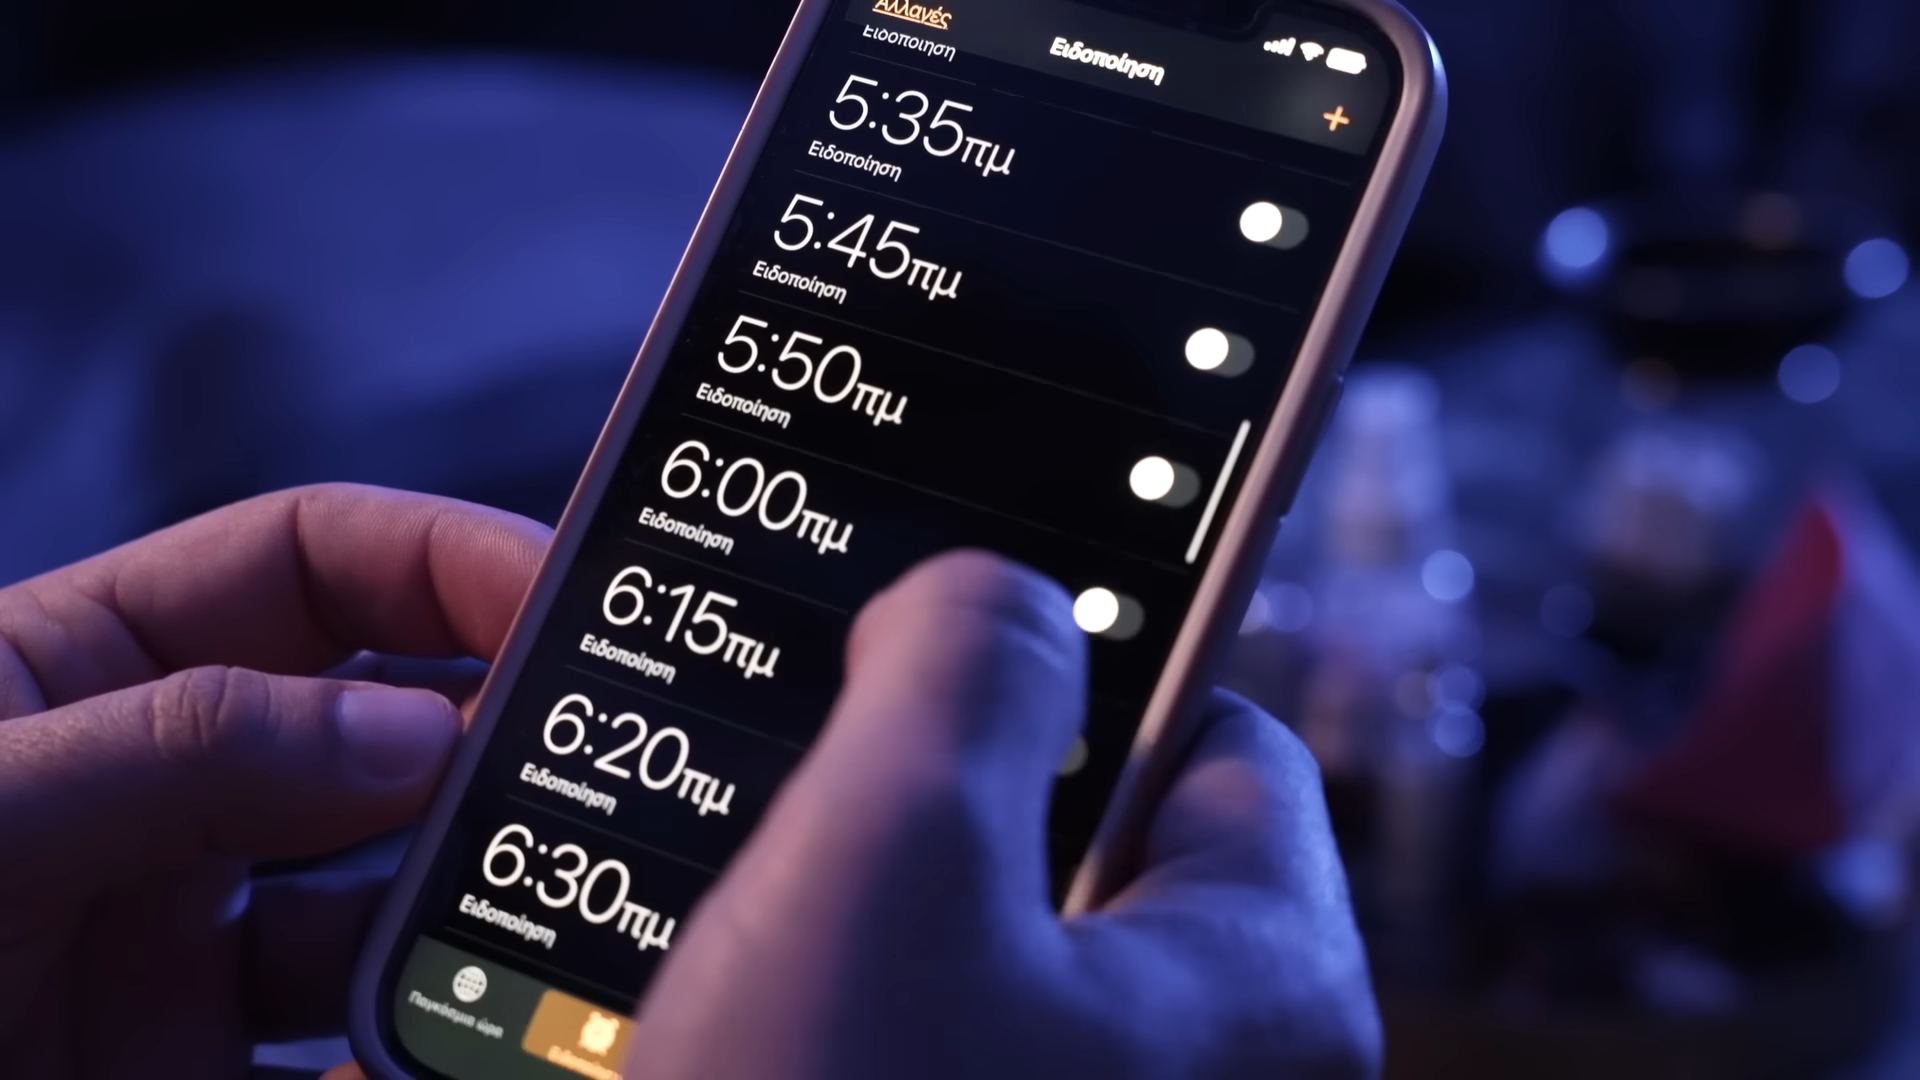 Αλλαγές
Ειδοποίηση
Ειδοποίηση
5:35πμ
Ειδοποίηση
5:45πμ
Ειδοποίηση
5:50πμ
Ειδοποίηση
6:00πμ
Ειδοποίηση
6:15πμ
Ειδοποίηση
6:20πμ
Ειδοποίηση
6:30πμ
Ειδοποίηση
Παγκόσμια ώρα